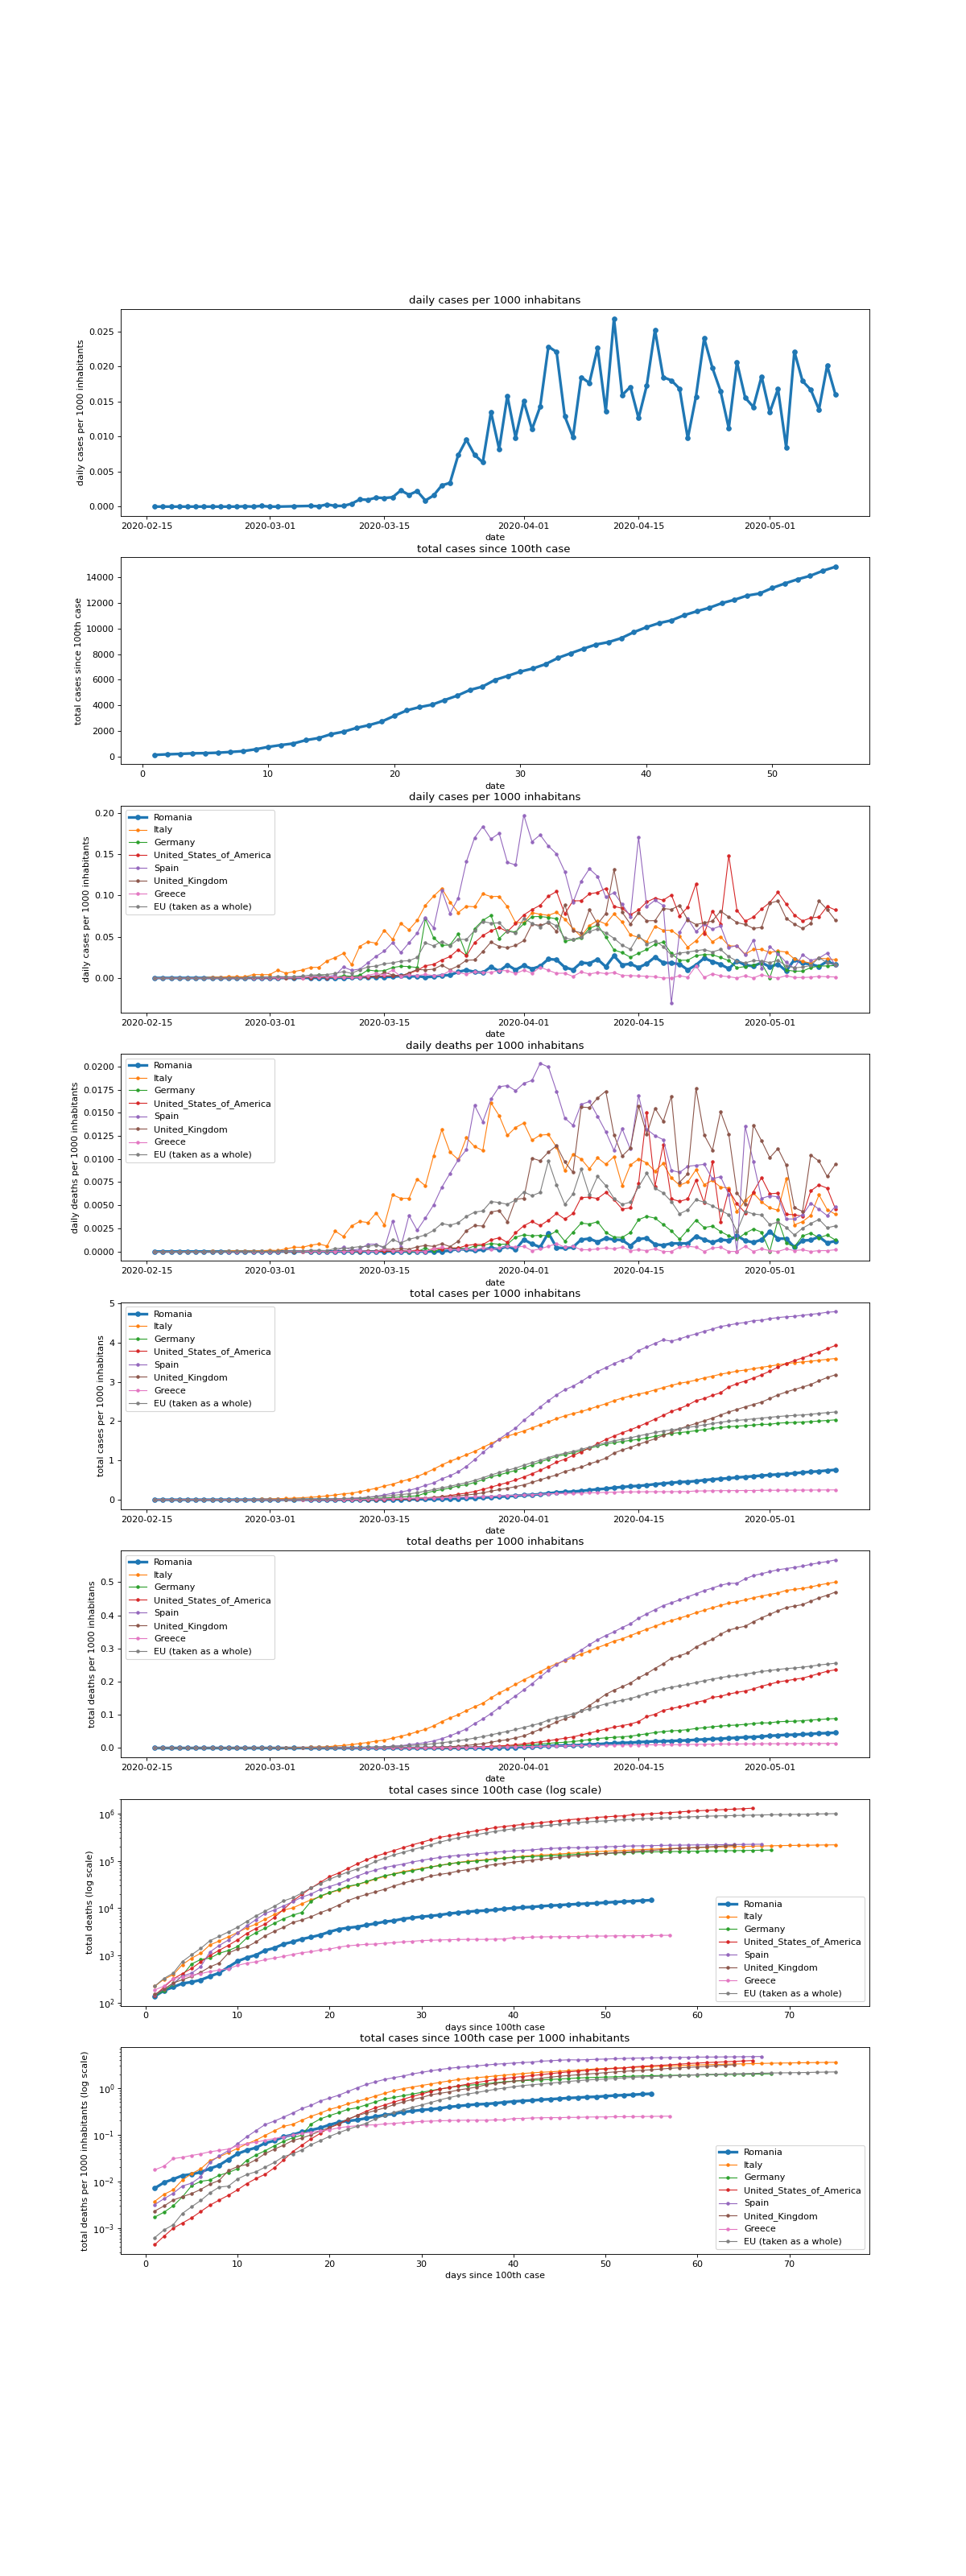 daily cases per 1000 inhabitans
daily cases per 1000 inhabitants
0.025
0.020
0.015
0.010
0.005
0.000
2020-02-15 2020-03-01 2020-03-15 2020-04-01 2020-04-15 2020-05-01
date
total cases since 100th case
total cases since 100th case
14000
12000
10000
8000
6000
4000
2000
0
0 10 20 30 40 50
date
daily cases per 1000 inhabitans
daily cases per 1000 inhabitants
0.20
0.15
0.10
0.05
0.00
Romania
Italy
Germany
United_States_of_America
Spain
United_Kingdom
Greece
EU (taken as a whole)
2020-02-15 2020-03-01 2020-03-15 2020-04-01 2020-04-15 2020-05-01
date
daily deaths per 1000 inhabitans
daily deaths per 1000 inhabitants
0.0200
0.0175
0.0150
0.0125
0.0100
0.0075
0.0050
0.0025
0.0000
Romania
Italy
Germany
United_States_of_America
Spain
United_Kingdom
Greece
EU (taken as a whole)
2020-02-15 2020-03-01 2020-03-15 2020-04-01 2020-04-15 2020-05-01
date
total cases per 1000 inhabitans
total cases per 1000 inhabitans
5
4
3
2
1
0
Romania
Italy
Germany
United_States_of_America
Spain
United_Kingdom
Greece
EU (taken as a whole)
2020-02-15 2020-03-01 2020-03-15 2020-04-01 2020-04-15 2020-05-01
date
total deaths per 1000 inhabitans
total deaths per 1000 inhabitans
0.5
0.4
0.3
0.2
0.1
0.0
Romania
Italy
Germany
United_States_of_America
Spain
United_Kingdom
Greece
EU (taken as a whole)
2020-02-15 2020-03-01 2020-03-15 2020-04-01 2020-04-15 2020-05-01
date
total cases since 100th case (log scale)
total deaths (log scale)
10⁶
10⁵
10⁴
10³
10²
Romania
Italy
Germany
United_States_of_America
Spain
United_Kingdom
Greece
EU (taken as a whole)
0 10 20 30 40 50 60 70
days since 100th case
total cases since 100th case per 1000 inhabitants
total deaths per 1000 inhabitants (log scale)
10⁰
10⁻¹
10⁻²
10⁻³
Romania
Italy
Germany
United_States_of_America
Spain
United_Kingdom
Greece
EU (taken as a whole)
0 10 20 30 40 50 60 70
days since 100th case